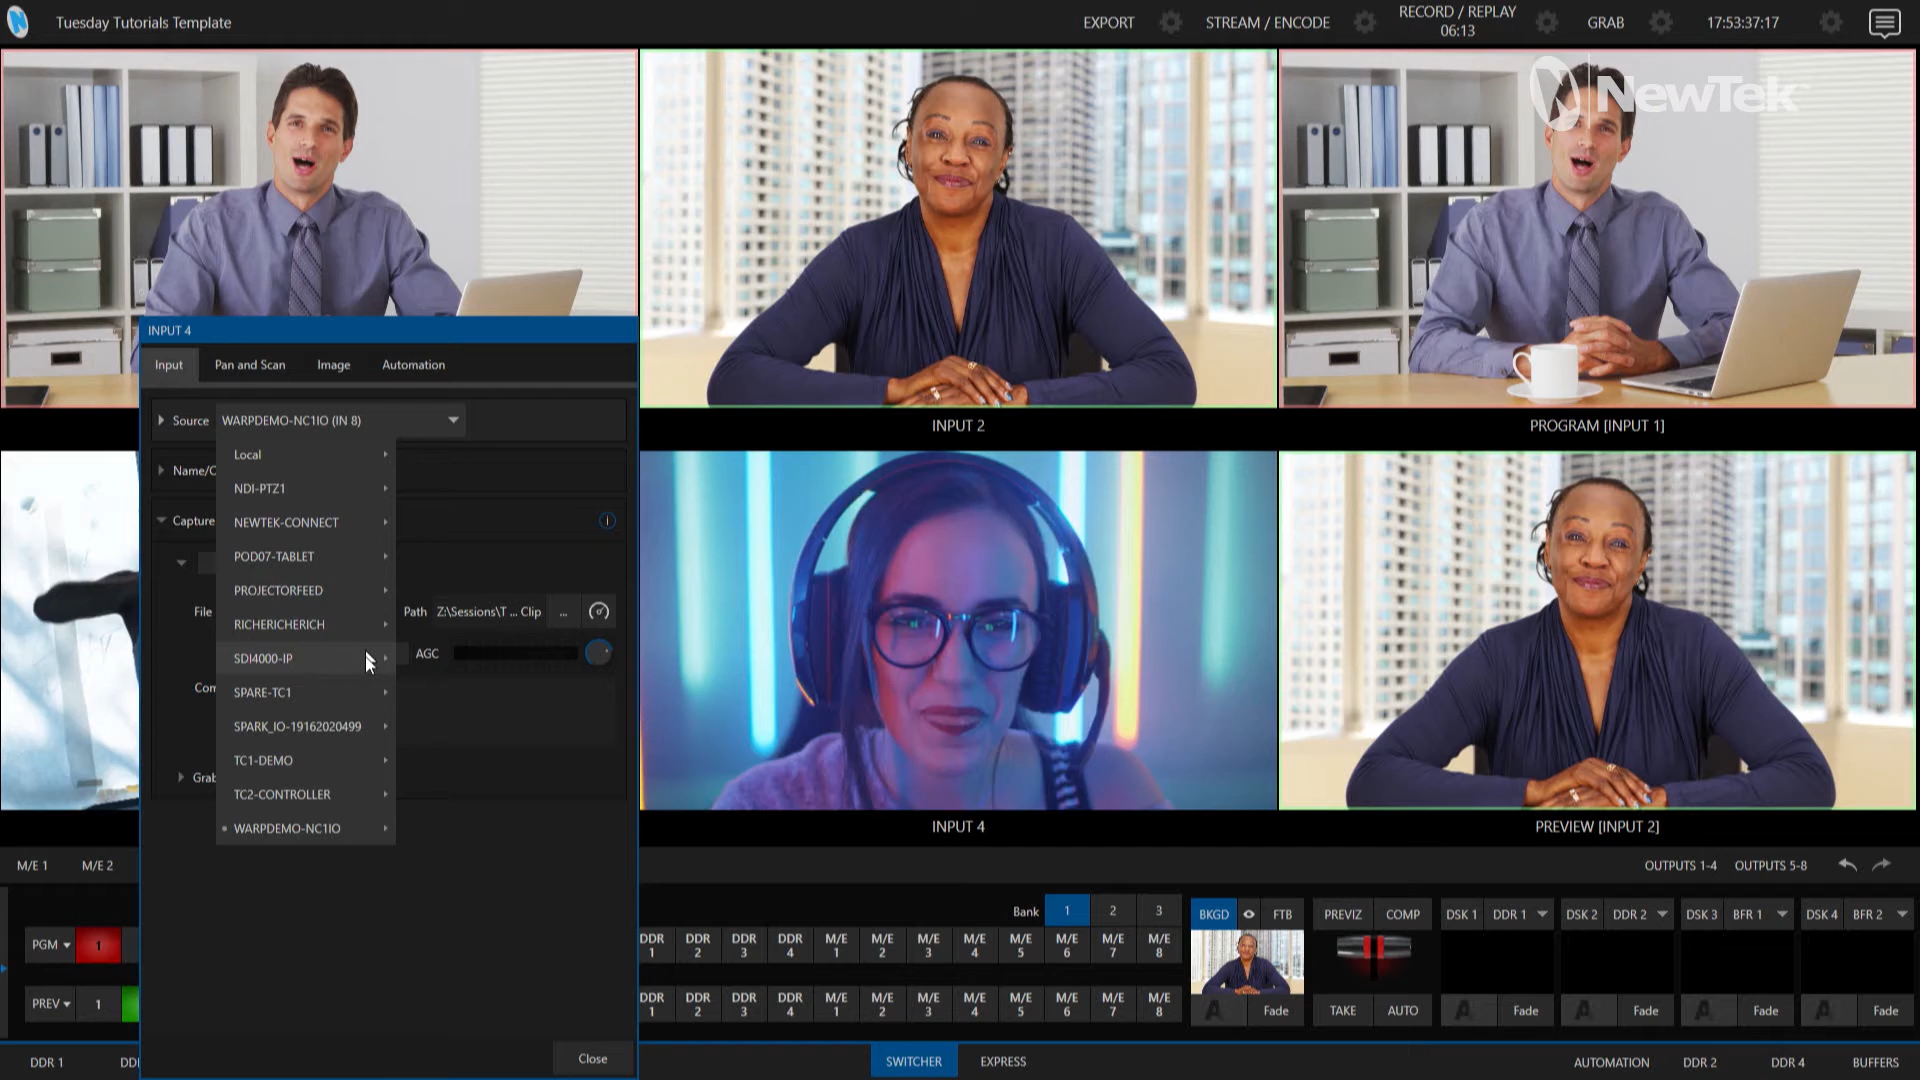 Tuesday Tutorials Template
EXPORT
STREAM / ENCODE
RECORD / REPLAY
06:13
GRAB
17:53:37:17
NewTek
INPUT 4
Input
Pan and Scan
Image
Automation
Source
WARPDEMO-NC1IO (IN 8)
Local
NDI-PTZ1
NEWTEK-CONNECT
POD07-TABLET
PROJECTORFEED
RICHERICHERICH
SDI4000-IP
SPARE-TC1
SPARK_IO-19162020499
TC1-DEMO
TC2-CONTROLLER
WARPDEMO-NC1IO
Name/C
Capture
File
Path
Z:\Sessions\T ... Clip
...
AGC
Com
Grab
Close
INPUT 2
PROGRAM [INPUT 1]
INPUT 4
PREVIEW [INPUT 2]
M/E 1
M/E 2
OUTPUTS 1-4
OUTPUTS 5-8
Bank
1
2
3
PGM
1
DDR 1
DDR 2
DDR 3
DDR 4
M/E 1
M/E 2
M/E 3
M/E 4
M/E 5
M/E 6
M/E 7
M/E 8
PREV
1
DDR 1
DDR 2
DDR 3
DDR 4
M/E 1
M/E 2
M/E 3
M/E 4
M/E 5
M/E 6
M/E 7
M/E 8
BKGD
FTB
PREVIZ
COMP
DSK 1
DDR 1
DSK 2
DDR 2
DSK 3
BFR 1
DSK 4
BFR 2
A
Fade
TAKE
AUTO
A
Fade
A
Fade
A
Fade
A
Fade
DDR 1
DD
SWITCHER
EXPRESS
AUTOMATION
DDR 2
DDR 4
BUFFERS